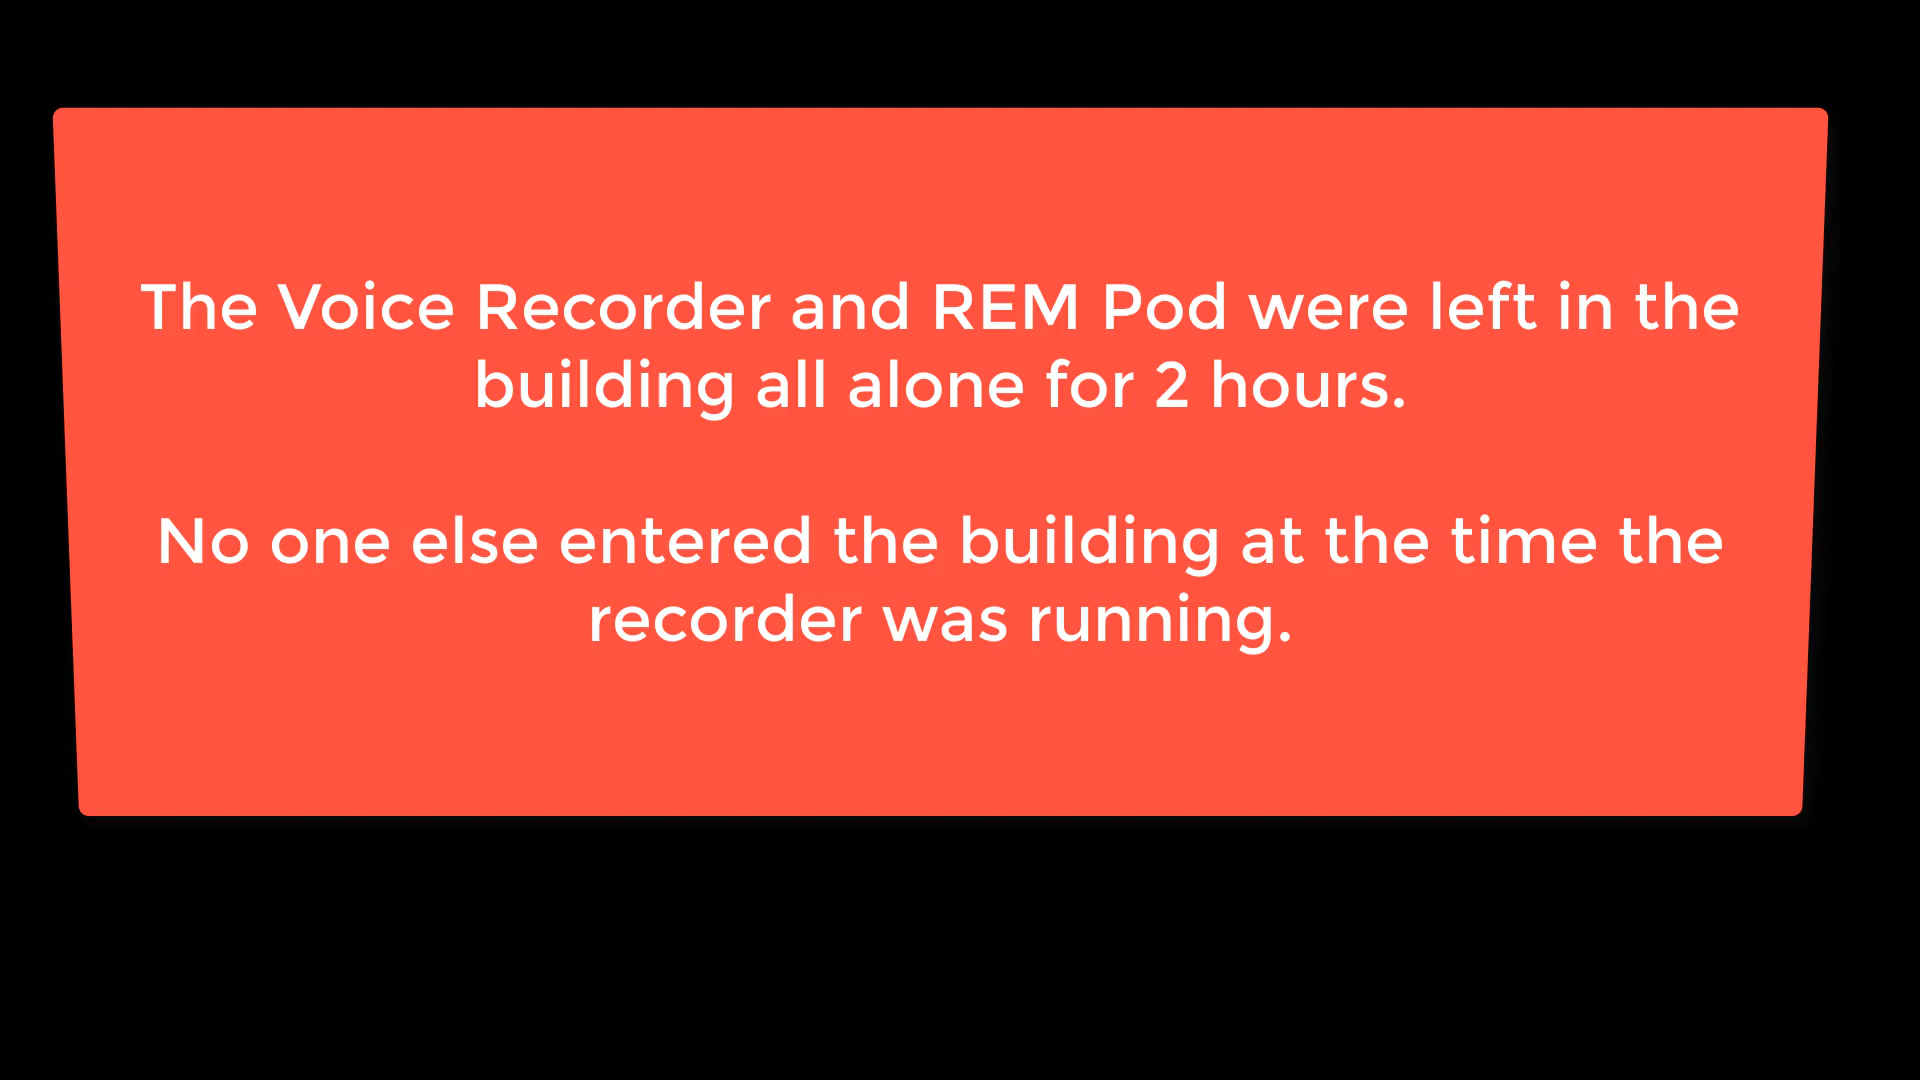 The Voice Recorder and REM Pod were left in the
building all alone for 2 hours.
No one else entered the building at the time the
recorder was running.